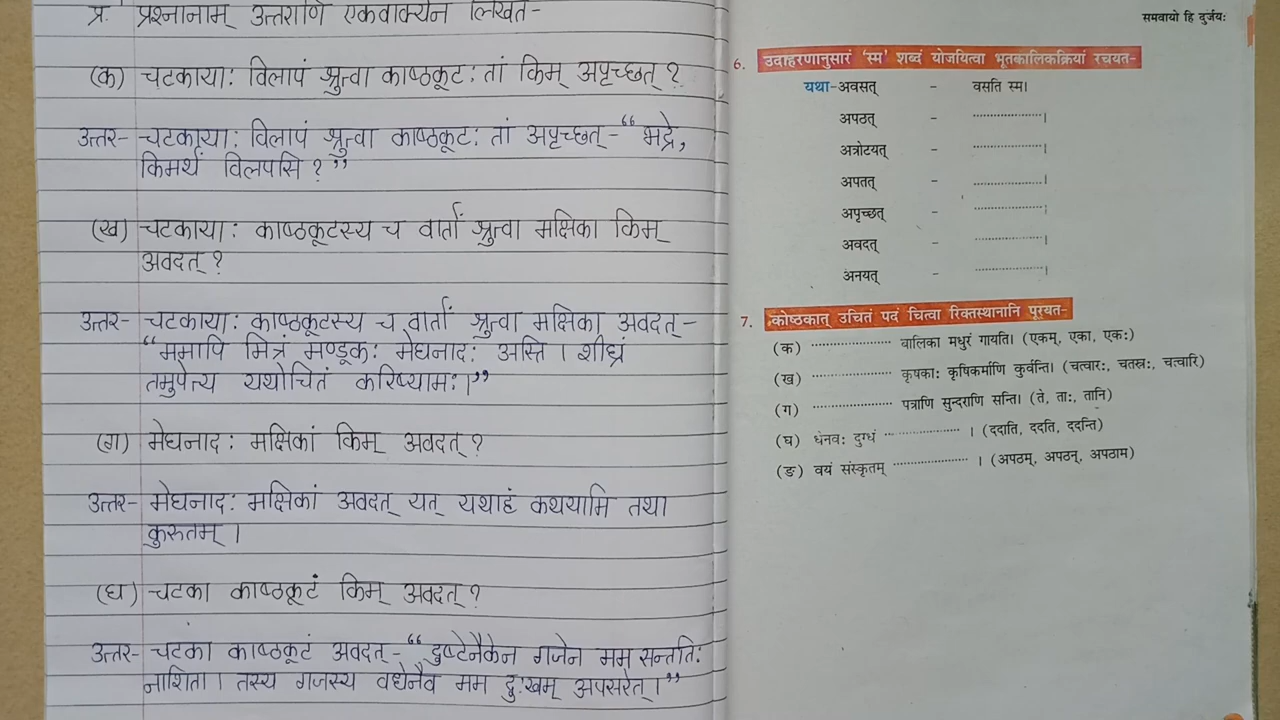 प्र. प्रश्नानाम् उत्तराणि एकवाक्येन लिखत-
(क) चटकायाः विलापं श्रुत्वा काष्ठकूटः तां किम् अपृच्छत् ?
उत्तर- चटकायाः विलापं श्रुत्वा काष्ठकूटः तां अपृच्छत् - “ भद्रे,
किमर्थं विलपसि ? ”
(ख) चटकायाः काष्ठकूटस्य च वार्तां श्रुत्वा मक्षिका किम्
अवदत् ?
उत्तर- चटकायाः काष्ठकूटस्य च वार्तां श्रुत्वा मक्षिका अवदत् -
“ममापि मित्रं मण्डूकः मेघनादः अस्ति । शीघ्रं
तमुपेत्य यथोचितं करिष्यामः।”
(ग) मेघनादः मक्षिकां किम् अवदत् ?
उत्तर- मेघनादः मक्षिकां अवदत् यत् यथाहं कथयामि तथा
कुरुतम् ।
(घ) चटका काष्ठकूटं किम् अवदत् ?
उत्तर- चटका काष्ठकूटं अवदत् - “ दुष्टेनैकेन गजेन मम सन्ततिः
नाशिता । तस्य गजस्य वधेनैव मम दुःखम् अपसरेत् । ”
समवायो हि दुर्जयः
6. उदाहरणानुसारं ‘स्म’ शब्दं योजयित्वा भूतकालिकक्रियां रचयत-
यथा- अवसत् - वसति स्म।
अपठत् - ....................।
अत्रोटयत् - ....................।
अपतत् - ....................।
अपृच्छत् - ....................।
अवदत् - ....................।
अनयत् - ....................।
7. कोष्ठकात् उचितं पदं चित्वा रिक्तस्थानानि पूरयत-
(क) .................... बालिका मधुरं गायति। (एकम्, एका, एकः)
(ख) .................... कृषकाः कृषिकर्माणि कुर्वन्ति। (चत्वारः, चतस्रः, चत्वारि)
(ग) .................... पत्राणि सुन्दराणि सन्ति। (ते, ताः, तानि)
(घ) धेनवः दुग्धं .................... । (ददाति, ददति, ददन्ति)
(ङ) वयं संस्कृतम् .................... । (अपठम्, अपठन्, अपठाम)